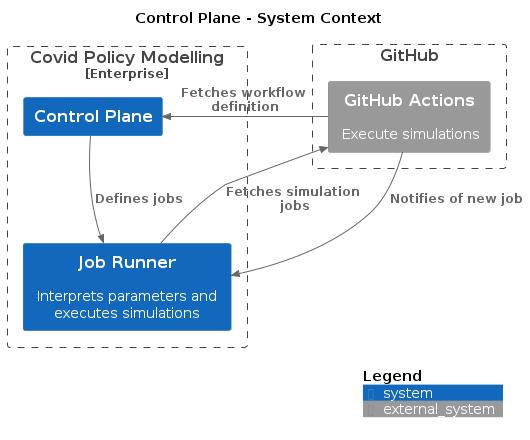 Control Plane - System Context
Covid Policy Modelling
[Enterprise]
GitHub
Control Plane
Fetches workflow
definition
GitHub Actions
Execute simulations
Defines jobs
Fetches simulation
jobs
Notifies of new job
Job Runner
Interprets parameters and
executes simulations
Legend
system
external_system